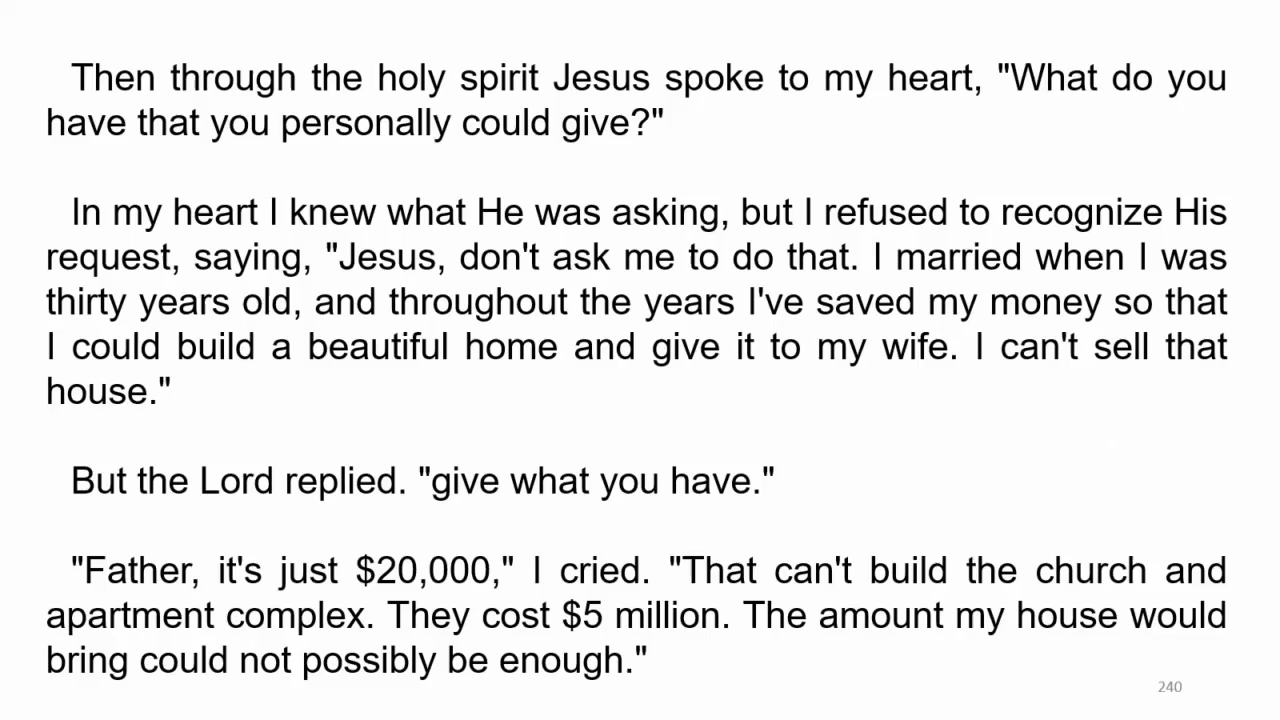 Then through the holy spirit Jesus spoke to my heart, "What do you
have that you personally could give?"
In my heart I knew what He was asking, but I refused to recognize His
request, saying, "Jesus, don't ask me to do that. I married when I was
thirty years old, and throughout the years I've saved my money so that
I could build a beautiful home and give it to my wife. I can't sell that
house."
But the Lord replied. "give what you have."
"Father, it's just $20,000," I cried. "That can't build the church and
apartment complex. They cost $5 million. The amount my house would
bring could not possibly be enough."
240